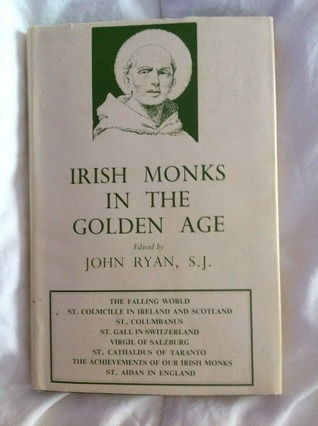 IRISH MONKS
IN THE
GOLDEN AGE
Edited by
JOHN RYAN, S.J.
THE FALLING WORLD
ST. COLMCILLE IN IRELAND AND SCOTLAND
ST. COLUMBANUS
ST. GALL IN SWITZERLAND
VIRGIL OF SALZBURG
ST. CATHALDUS OF TARANTO
THE ACHIEVEMENTS OF OUR IRISH MONKS
ST. AIDAN IN ENGLAND